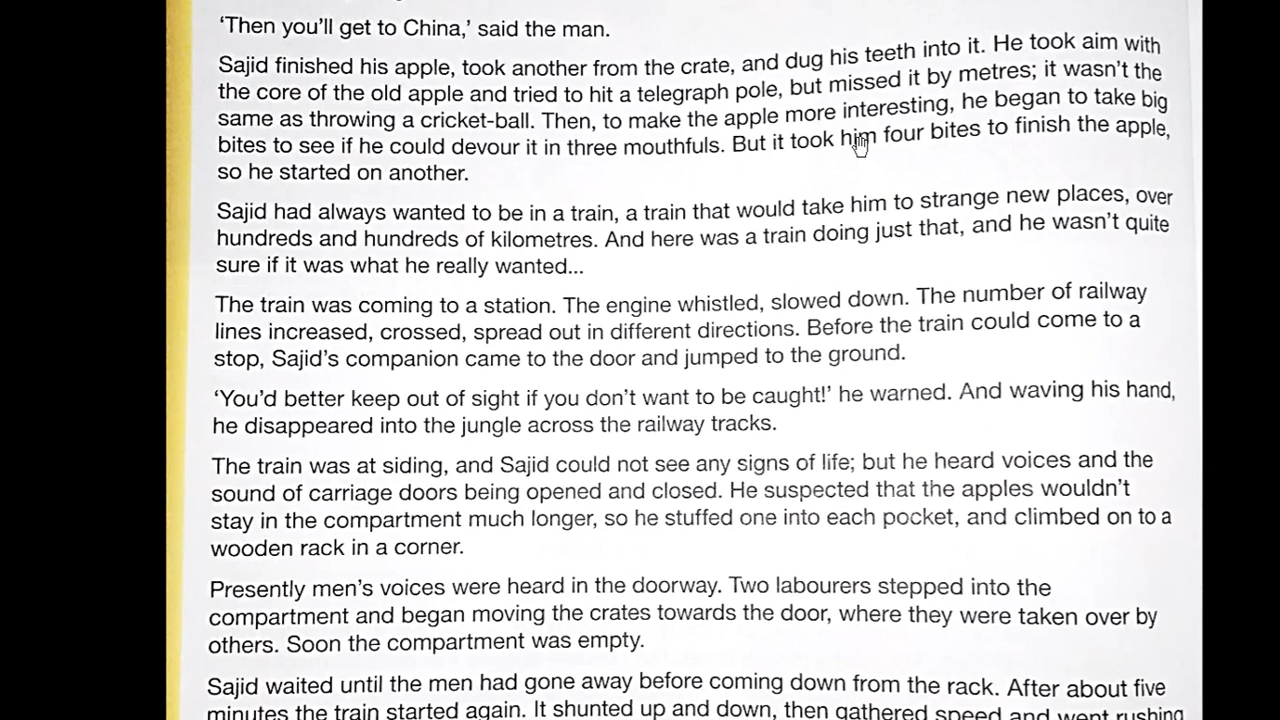 ‘Then you’ll get to China,’ said the man.
Sajid finished his apple, took another from the crate, and dug his teeth into it. He took aim with
the core of the old apple and tried to hit a telegraph pole, but missed it by metres; it wasn’t the
same as throwing a cricket-ball. Then, to make the apple more interesting, he began to take big
bites to see if he could devour it in three mouthfuls. But it took him four bites to finish the apple,
so he started on another.
Sajid had always wanted to be in a train, a train that would take him to strange new places, over
hundreds and hundreds of kilometres. And here was a train doing just that, and he wasn’t quite
sure if it was what he really wanted...
The train was coming to a station. The engine whistled, slowed down. The number of railway
lines increased, crossed, spread out in different directions. Before the train could come to a
stop, Sajid’s companion came to the door and jumped to the ground.
‘You’d better keep out of sight if you don’t want to be caught!’ he warned. And waving his hand,
he disappeared into the jungle across the railway tracks.
The train was at siding, and Sajid could not see any signs of life; but he heard voices and the
sound of carriage doors being opened and closed. He suspected that the apples wouldn’t
stay in the compartment much longer, so he stuffed one into each pocket, and climbed on to a
wooden rack in a corner.
Presently men’s voices were heard in the doorway. Two labourers stepped into the
compartment and began moving the crates towards the door, where they were taken over by
others. Soon the compartment was empty.
Sajid waited until the men had gone away before coming down from the rack. After about five
minutes the train started again. It shunted up and down, then gathered speed and went rushing